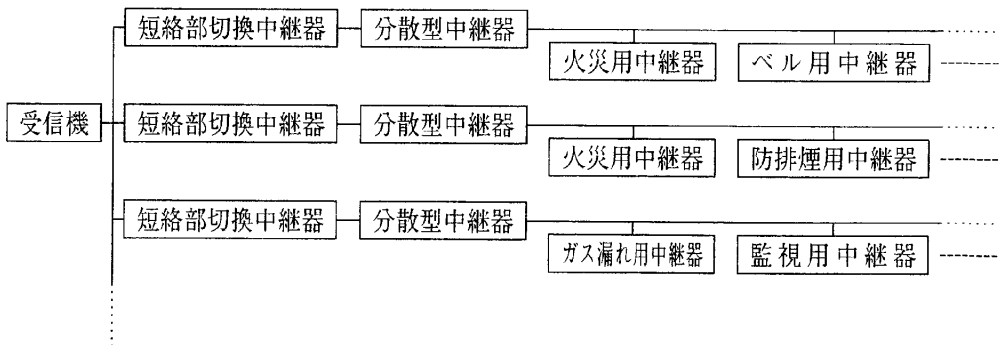 短絡部切換中継器 分散型中継器
火災用中継器 ベル用中継器
受信機 短絡部切換中継器 分散型中継器
火災用中継器 防排煙用中継器
短絡部切換中継器 分散型中継器
ガス漏れ用中継器 監視用中継器